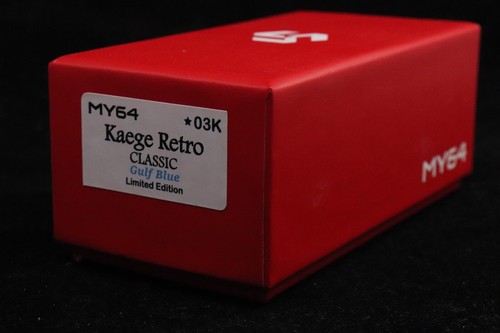 MY64
★03K
Kaege Retro
CLASSIC
Gulf Blue
Limited Edition
MY64